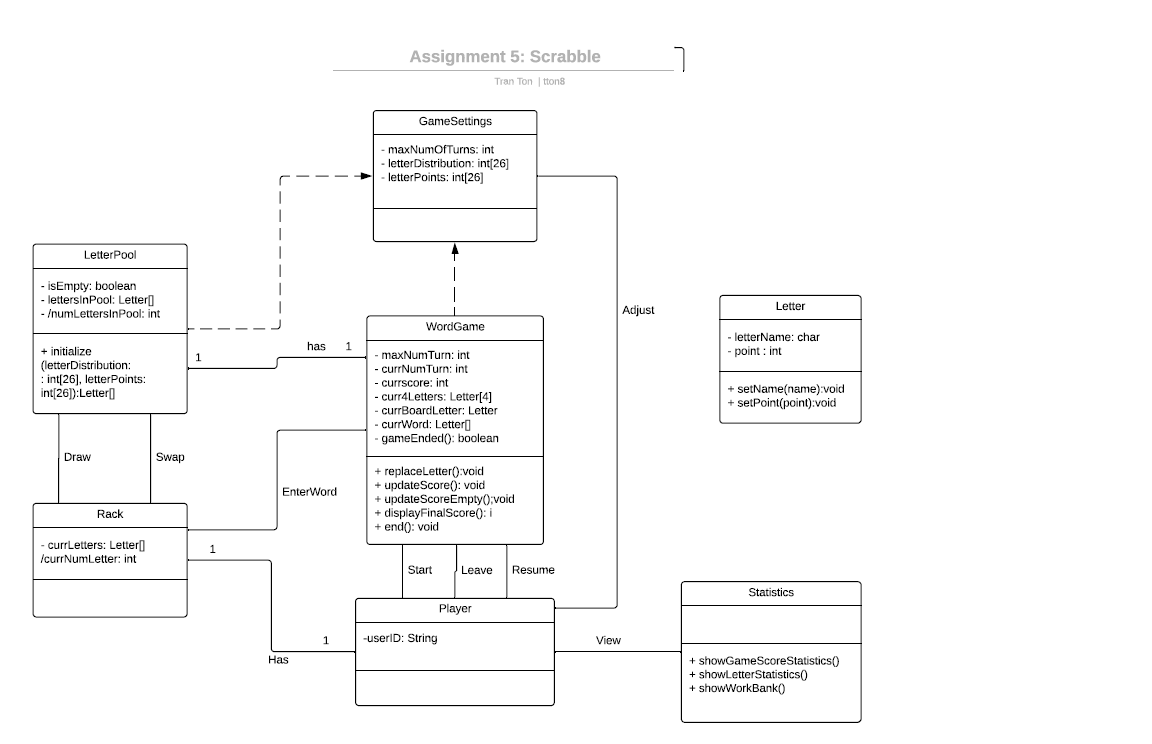 Assignment 5: Scrabble
Tran Ton | tton8
GameSettings
- maxNumOfTurns: int
- letterDistribution: int[26]
- letterPoints: int[26]
LetterPool
- isEmpty: boolean
- lettersInPool: Letter[]
- /numLettersInPool: int
+ initialize
(letterDistribution:
: int[26], letterPoints:
int[26]):Letter[]
1
has
1
WordGame
- maxNumTurn: int
- currNumTurn: int
- currscore: int
- curr4Letters: Letter[4]
- currBoardLetter: Letter
- currWord: Letter[]
- gameEnded(): boolean
+ replaceLetter():void
+ updateScore(): void
+ updateScoreEmpty();void
+ displayFinalScore(): i
+ end(): void
Adjust
Letter
- letterName: char
- point : int
+ setName(name):void
+ setPoint(point):void
Draw
Swap
EnterWord
Rack
- currLetters: Letter[]
/currNumLetter: int
1
Start
Leave
Resume
Player
-userID: String
1
Has
View
Statistics
+ showGameScoreStatistics()
+ showLetterStatistics()
+ showWorkBank()